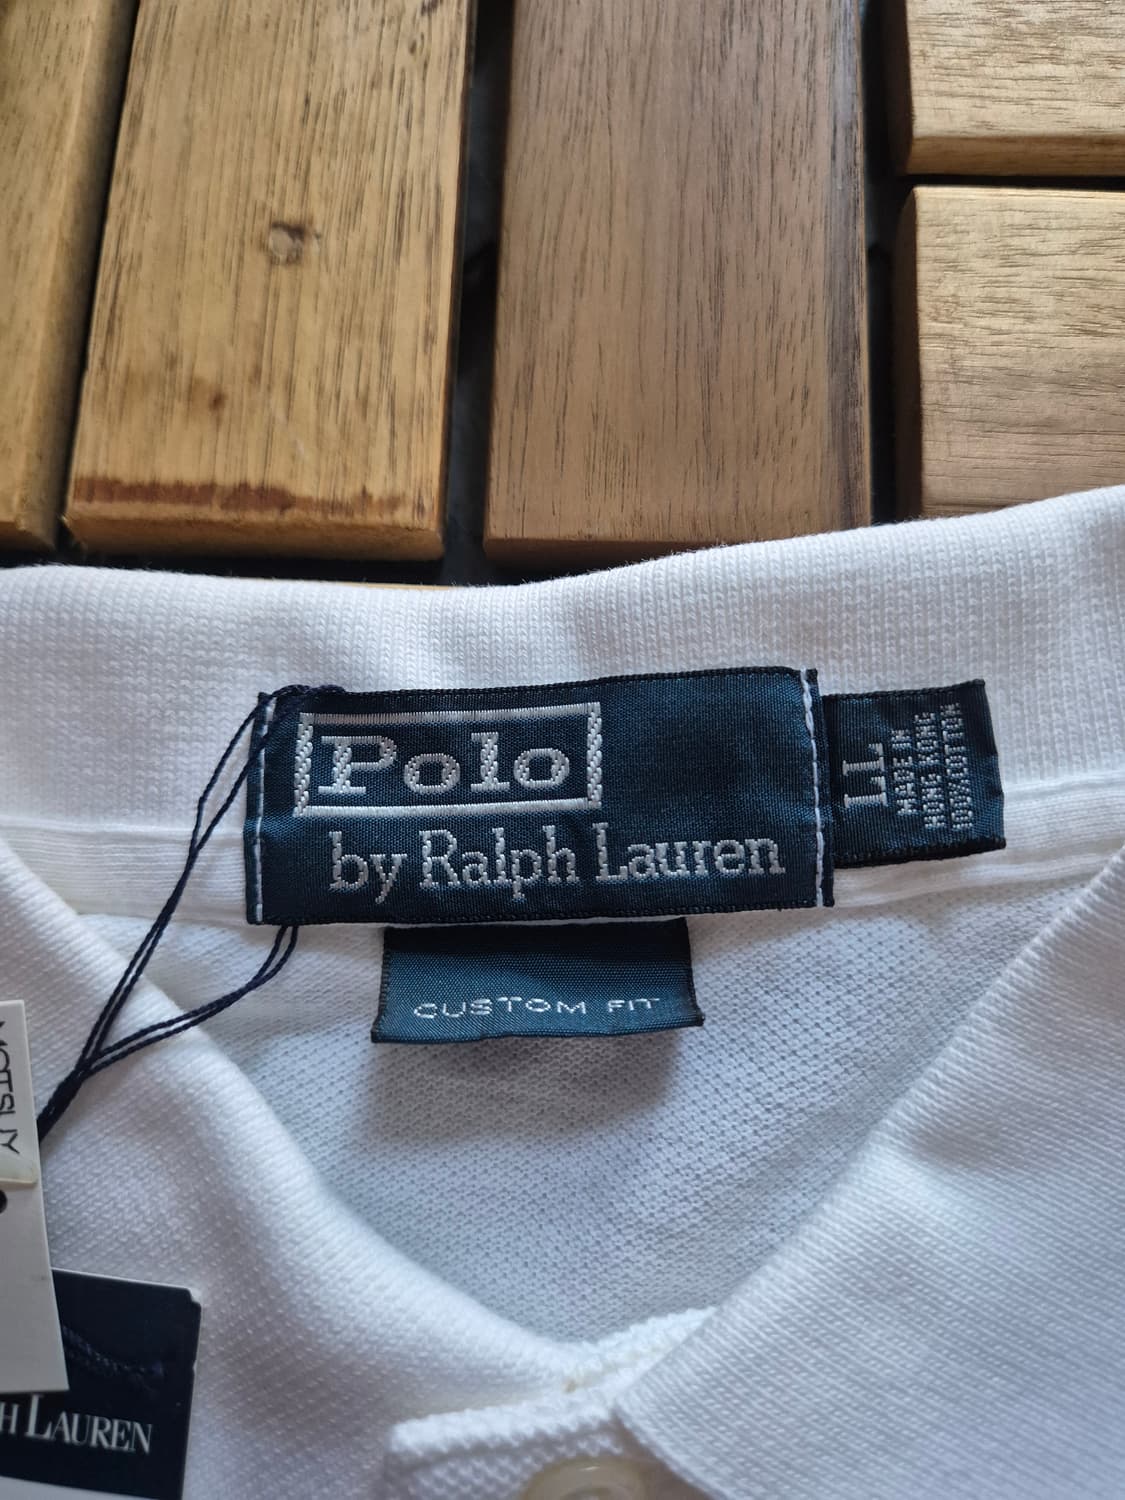 Polo
by Ralph Lauren
LL
MADE IN
HONG KONG
100% COTTON
CUSTOM FIT
LAUREN